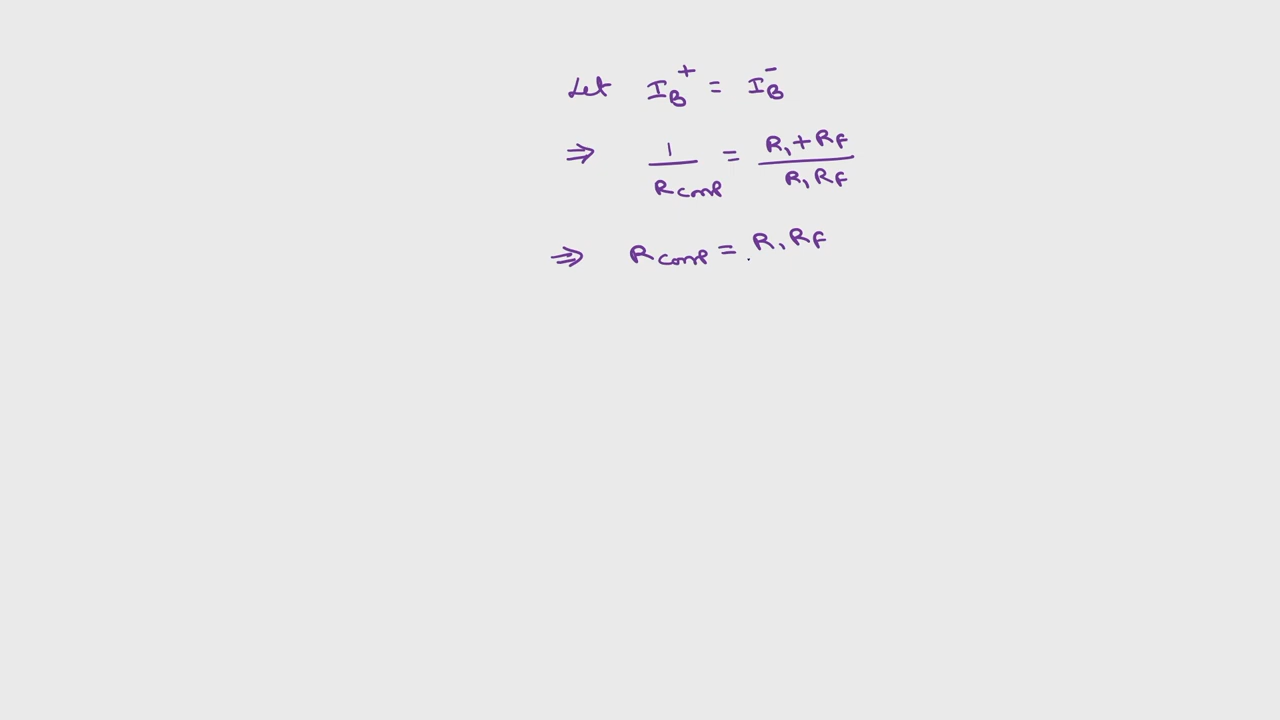 Let I_B^+ = I_B^-
⇒ 1/R_comp = (R_1 + R_F)/(R_1 R_F)
⇒ R_comp = R_1 R_F